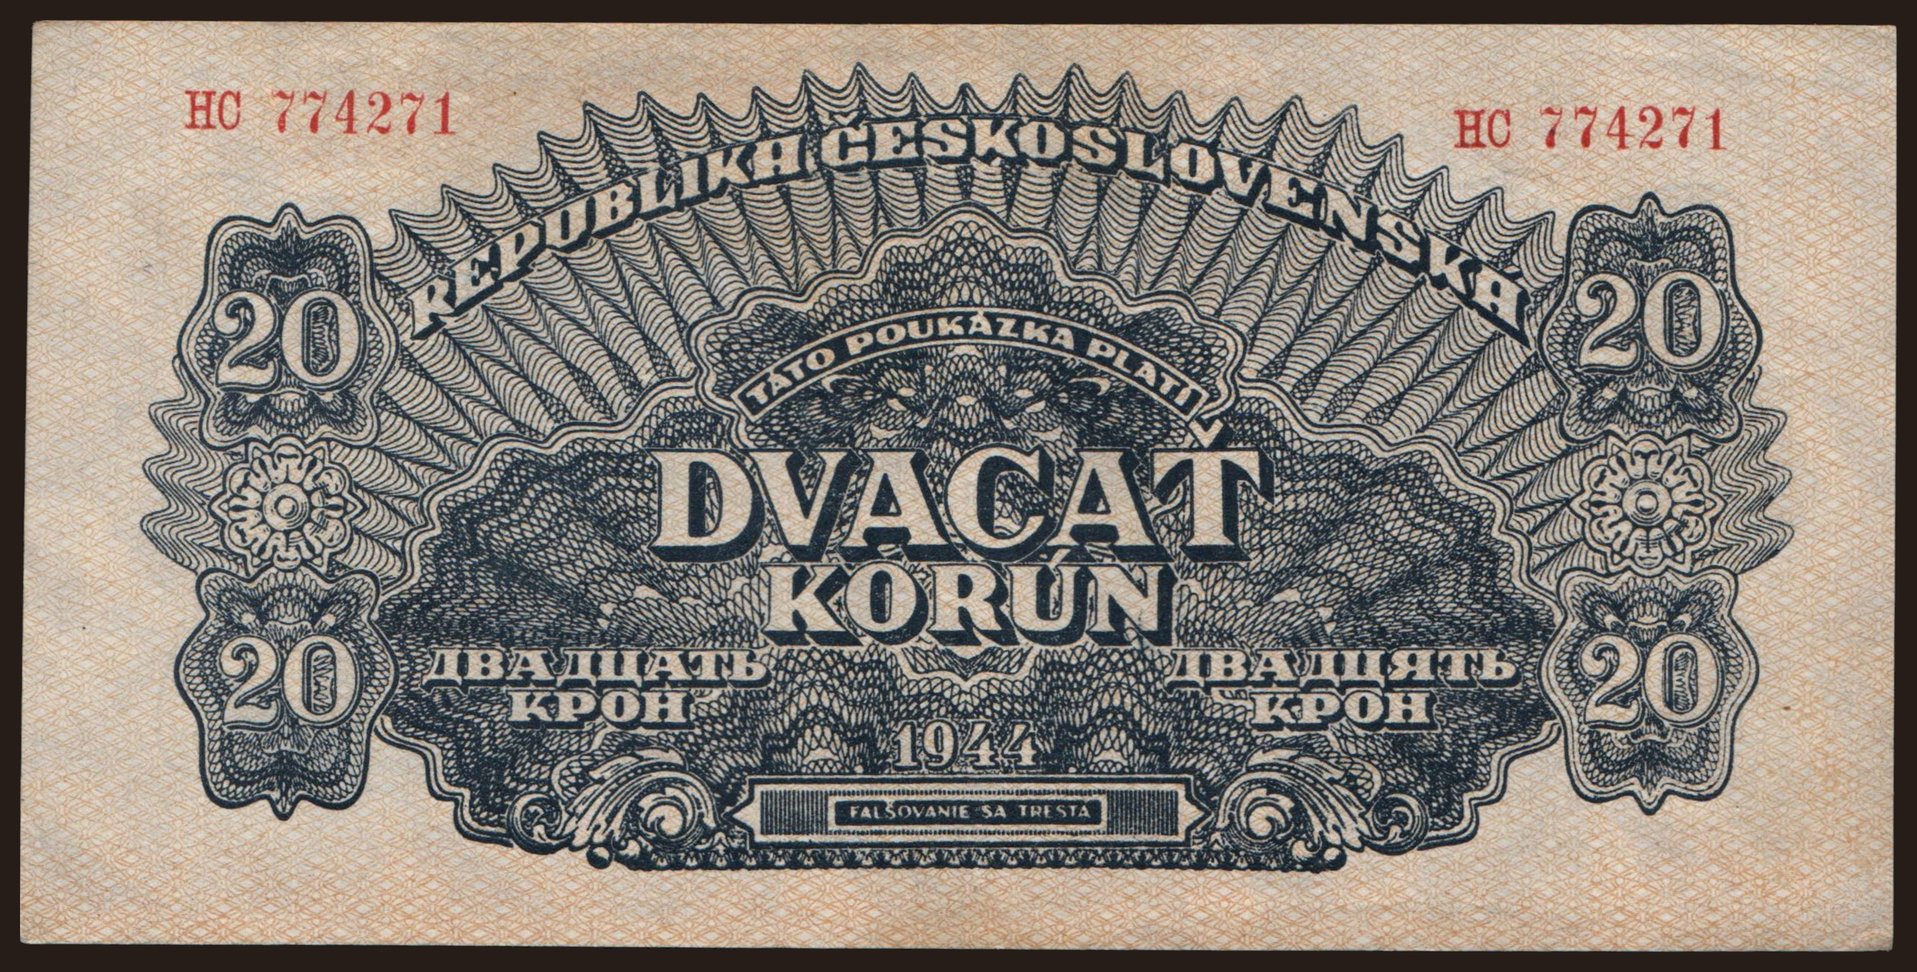 НС 774271
НС 774271
REPUBLIKA ČESKOSLOVENSKÁ
20
20
TÁTO POUKÁZKA PLATÍ
DVACAŤ
KORÚN
20
20
ДВАДЦАТЬ
КРОН
ДВАДЦЯТЬ
КРОН
1944
FALŠOVANIE SA TRESTÁ